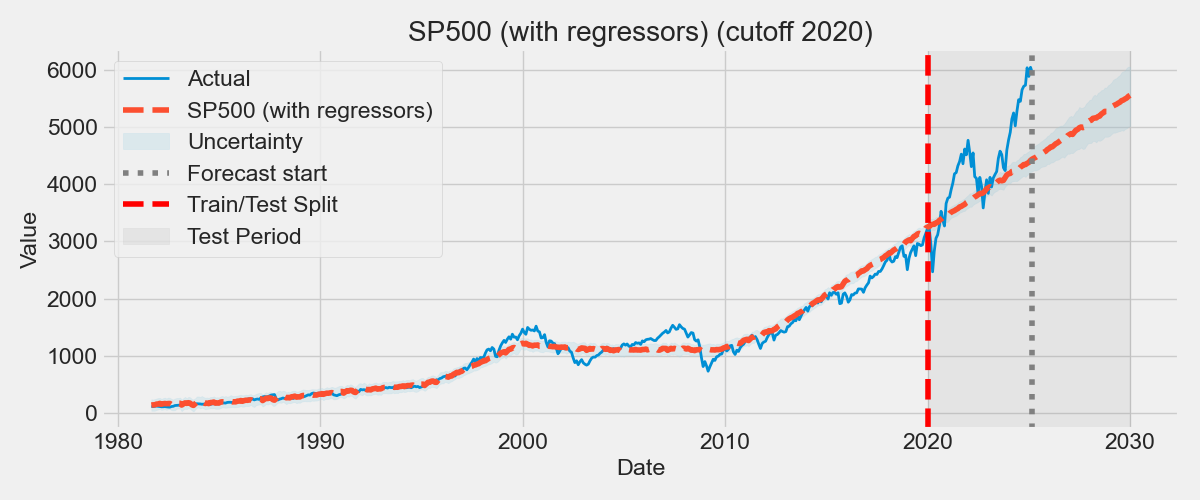 SP500 (with regressors) (cutoff 2020)
Actual
SP500 (with regressors)
Uncertainty
Forecast start
Train/Test Split
Test Period
Value
6000
5000
4000
3000
2000
1000
0
1980 1990 2000 2010 2020 2030
Date